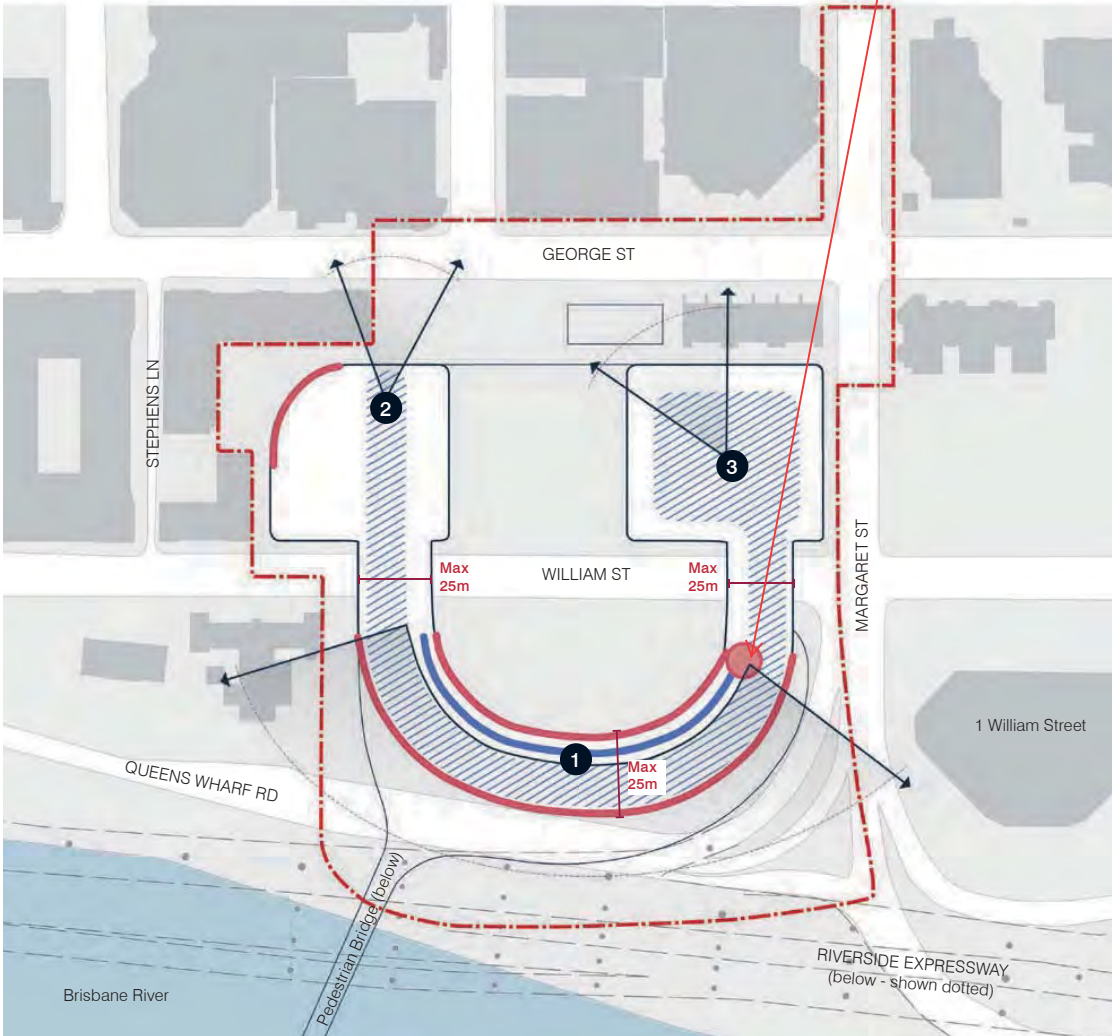 GEORGE ST
STEPHENS LN
2
3
Max
25m
WILLIAM ST
Max
25m
MARGARET ST
1 William Street
1
Max
25m
QUEENS WHARF RD
Pedestrian Bridge (below)
RIVERSIDE EXPRESSWAY
(below - shown dotted)
Brisbane River